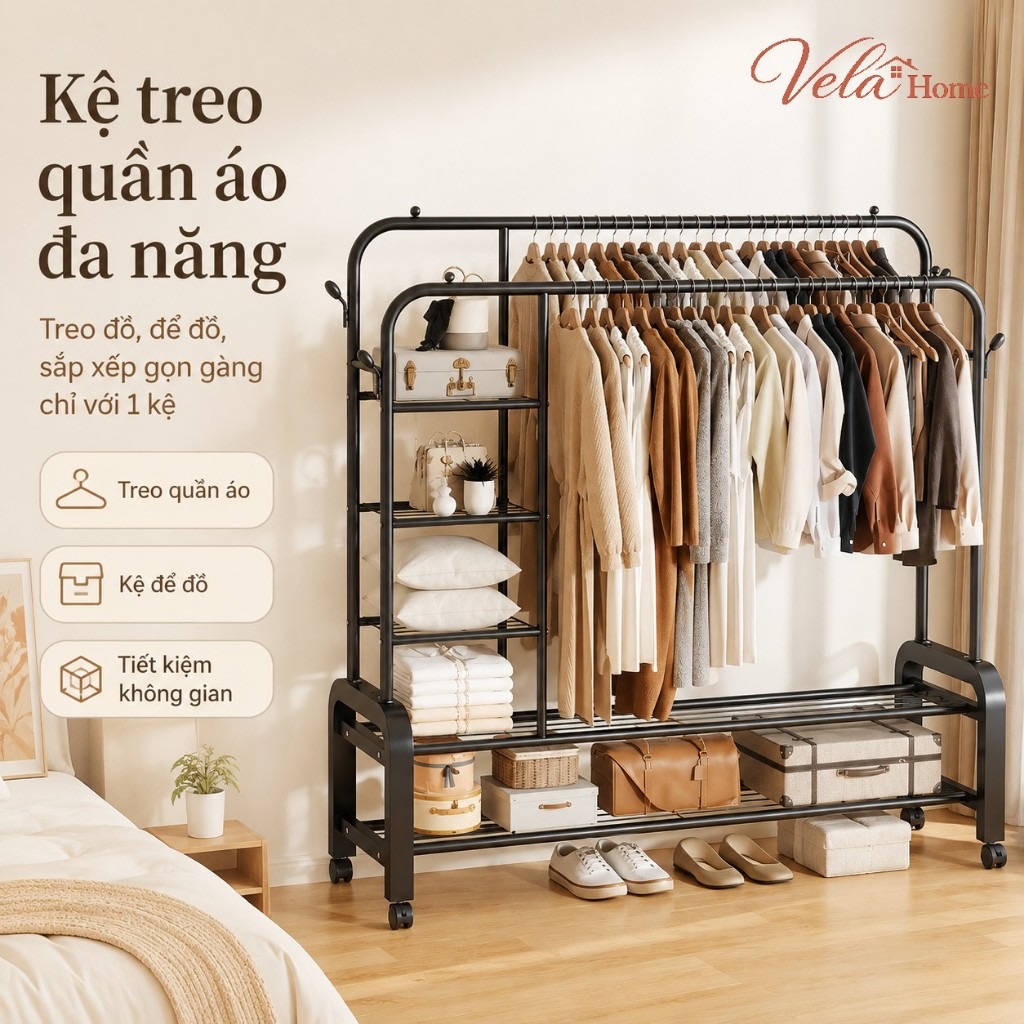 Vela Home
Kệ treo
quần áo
đa năng
Treo đồ, để đồ,
sắp xếp gọn gàng
chỉ với 1 kệ
Treo quần áo
Kệ để đồ
Tiết kiệm
không gian